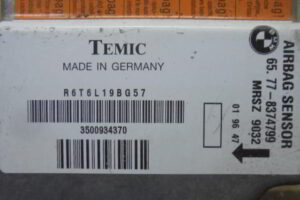 TEMIC
MADE IN GERMANY
R6T6L19BG57
3500934370
AIRBAG SENSOR
65.77-8374799
MRSZ 9032
01 96 47